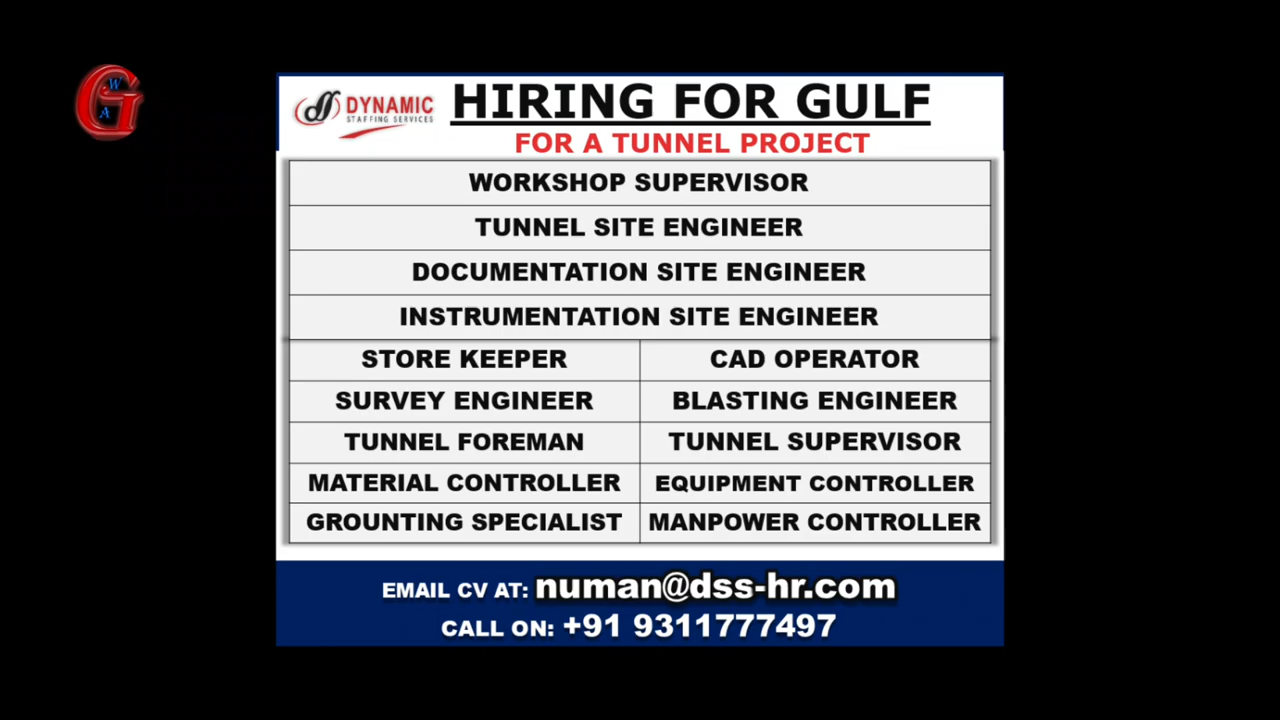 W
G
A
dss DYNAMIC
STAFFING SERVICES
HIRING FOR GULF
FOR A TUNNEL PROJECT
WORKSHOP SUPERVISOR
TUNNEL SITE ENGINEER
DOCUMENTATION SITE ENGINEER
INSTRUMENTATION SITE ENGINEER
STORE KEEPER CAD OPERATOR
SURVEY ENGINEER BLASTING ENGINEER
TUNNEL FOREMAN TUNNEL SUPERVISOR
MATERIAL CONTROLLER EQUIPMENT CONTROLLER
GROUNTING SPECIALIST MANPOWER CONTROLLER
EMAIL CV AT: numan@dss-hr.com
CALL ON: +91 9311777497